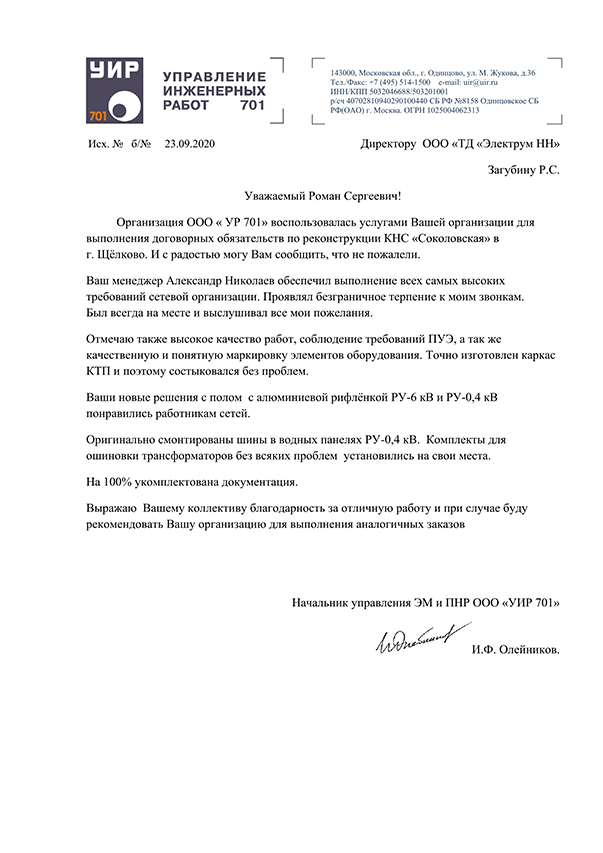 УИР
701
УПРАВЛЕНИЕ
ИНЖЕНЕРНЫХ
РАБОТ 701
143000, Московская обл., г. Одинцово, ул. М. Жукова, д.36
Тел./Факс: +7 (495) 514-1500 e-mail: uir@uir.ru
ИНН/КПП 5032046688/503201001
р/сч 40702810940290100440 СБ РФ №8158 Одинцовское СБ
РФ(ОАО) г. Москва. ОГРН 1025004062313
Исх. № б/№ 23.09.2020
Директору ООО «ТД «Электрум НН»
Загубину Р.С.
Уважаемый Роман Сергеевич!
Организация ООО « УР 701» воспользовалась услугами Вашей организации для
выполнения договорных обязательств по реконструкции КНС «Соколовская» в
г. Щёлково. И с радостью могу Вам сообщить, что не пожалели.
Ваш менеджер Александр Николаев обеспечил выполнение всех самых высоких
требований сетевой организации. Проявлял безграничное терпение к моим звонкам.
Был всегда на месте и выслушивал все мои пожелания.
Отмечаю также высокое качество работ, соблюдение требований ПУЭ, а так же
качественную и понятную маркировку элементов оборудования. Точно изготовлен каркас
КТП и поэтому состыковался без проблем.
Ваши новые решения с полом с алюминиевой рифлёнкой РУ-6 кВ и РУ-0,4 кВ
понравились работникам сетей.
Оригинально смонтированы шины в водных панелях РУ-0,4 кВ. Комплекты для
ошиновки трансформаторов без всяких проблем установились на свои места.
На 100% укомплектована документация.
Выражаю Вашему коллективу благодарность за отличную работу и при случае буду
рекомендовать Вашу организацию для выполнения аналогичных заказов
Начальник управления ЭМ и ПНР ООО «УИР 701»
И.Ф. Олейников.